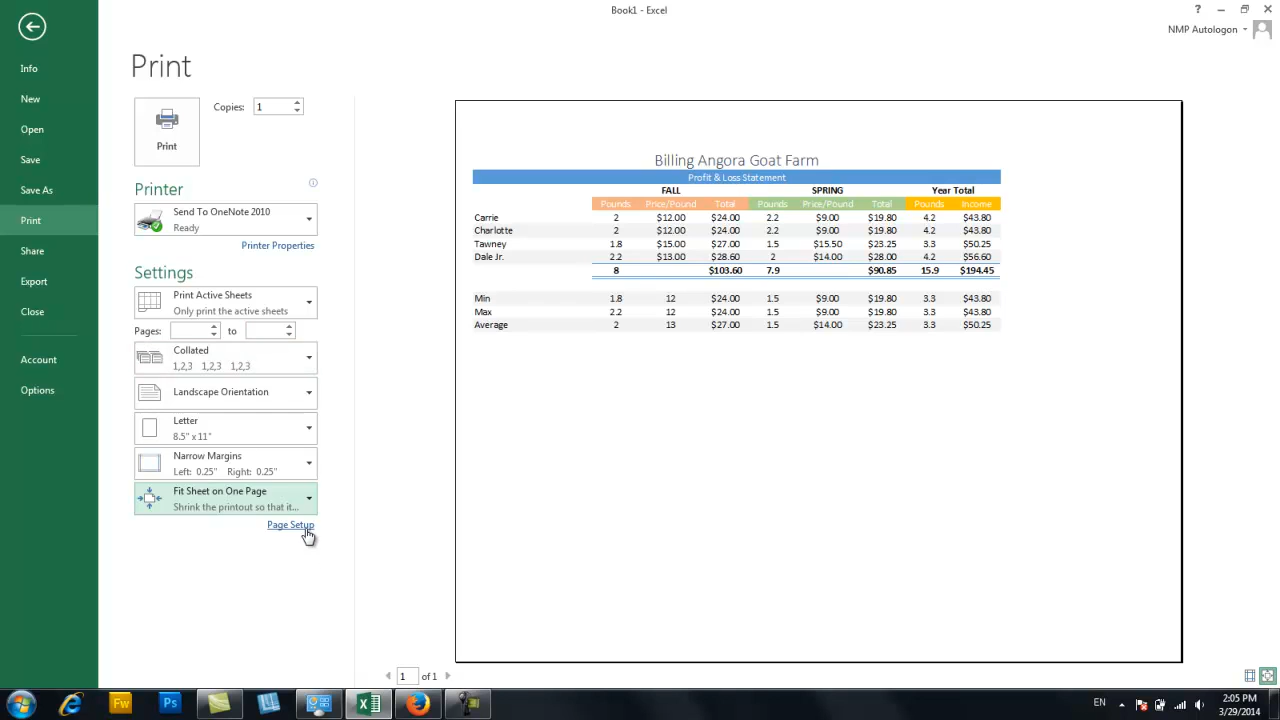 Book1 - Excel
?
NMP Autologon
Info
New
Open
Save
Save As
Print
Share
Export
Close
Account
Options
Print
Print
Copies: 1
Printer
Send To OneNote 2010
Ready
Printer Properties
Settings
Print Active Sheets
Only print the active sheets
Pages: to
Collated
1,2,3 1,2,3 1,2,3
Landscape Orientation
Letter
8.5" x 11"
Narrow Margins
Left: 0.25" Right: 0.25"
Fit Sheet on One Page
Shrink the printout so that it...
Page Setup
Billing Angora Goat Farm
Profit & Loss Statement
FALL SPRING Year Total
Pounds Price/Pound Total Pounds Price/Pound Total Pounds Income
Carrie 2 $12.00 $24.00 2.2 $9.00 $19.80 4.2 $43.80
Charlotte 2 $12.00 $24.00 2.2 $9.00 $19.80 4.2 $43.80
Tawney 1.8 $15.00 $27.00 1.5 $15.50 $23.25 3.3 $50.25
Dale Jr. 2.2 $13.00 $28.60 2 $14.00 $28.00 4.2 $56.60
8 $103.60 7.9 $90.85 15.9 $194.45
Min 1.8 12 $24.00 1.5 $9.00 $19.80 3.3 $43.80
Max 2.2 12 $24.00 1.5 $9.00 $19.80 3.3 $43.80
Average 2 13 $27.00 1.5 $14.00 $23.25 3.3 $50.25
1 of 1
Fw
Ps
EN
2:05 PM
3/29/2014